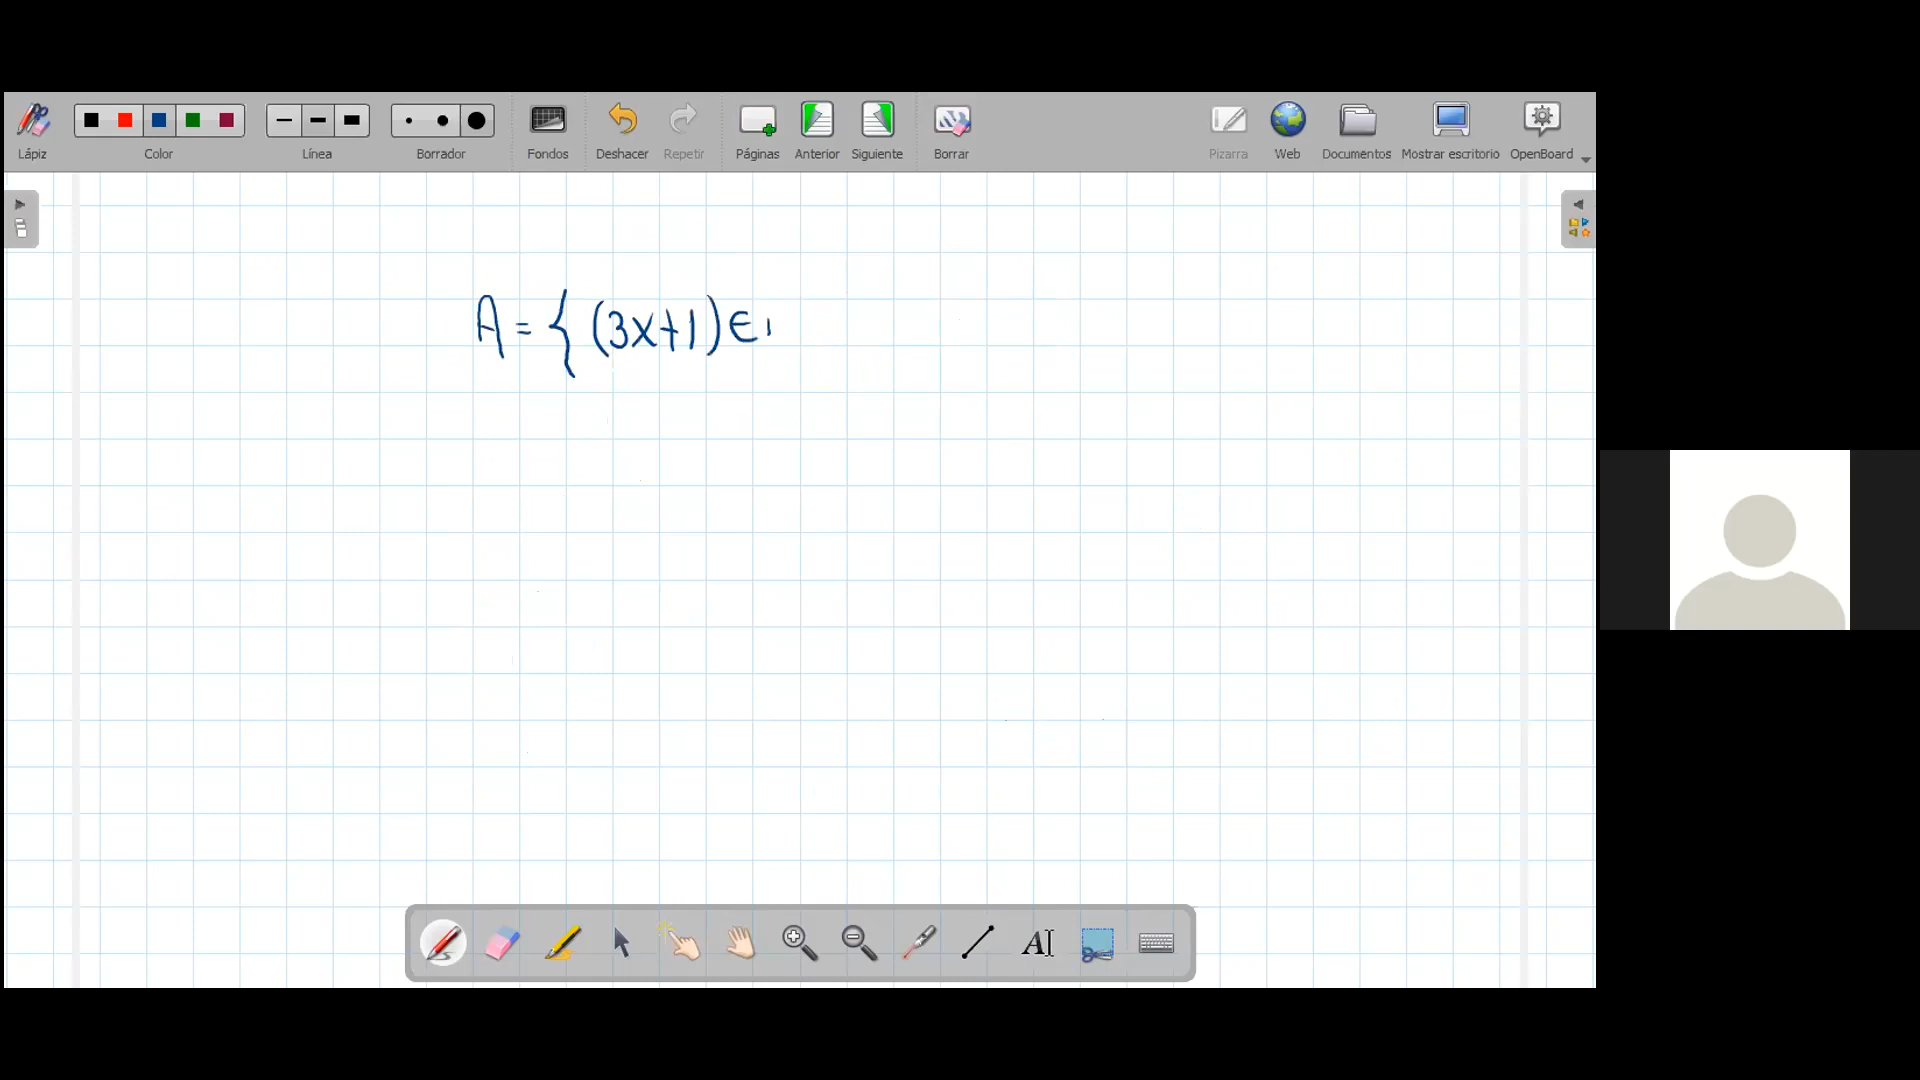 Lápiz Color Línea Borrador Fondos Deshacer Repetir Páginas Anterior Siguiente Borrar Pizarra Web Documentos Mostrar escritorio OpenBoard
A = { (3x+1) ∈
A